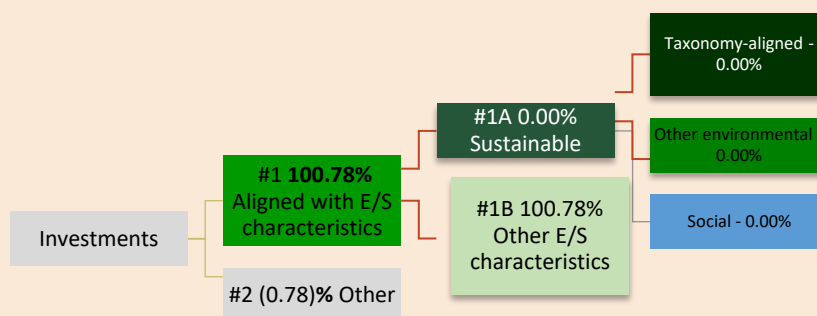 Investments
#1 100.78%
Aligned with E/S
characteristics
#2 (0.78)% Other
#1A 0.00%
Sustainable
#1B 100.78%
Other E/S
characteristics
Taxonomy-aligned -
0.00%
Other environmental
0.00%
Social - 0.00%